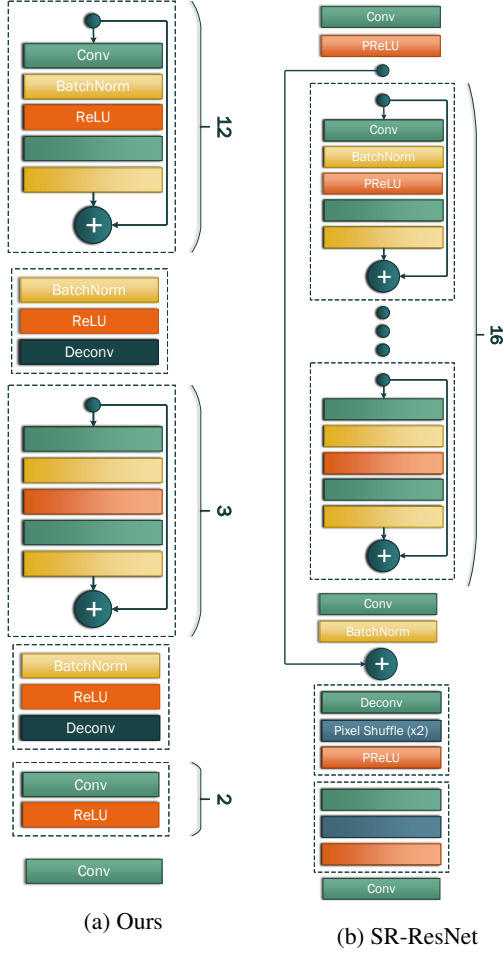 Conv
BatchNorm
ReLU
12
BatchNorm
ReLU
Deconv
3
BatchNorm
ReLU
Deconv
Conv
ReLU
2
Conv
(a) Ours
Conv
PReLU
Conv
BatchNorm
PReLU
16
Conv
BatchNorm
Deconv
Pixel Shuffle (x2)
PReLU
Conv
(b) SR-ResNet